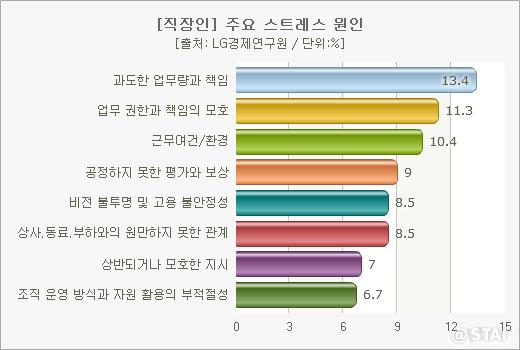 [직장인] 주요 스트레스 원인
[출처: LG경제연구원 / 단위:%]
과도한 업무량과 책임 13.4
업무 권한과 책임의 모호 11.3
근무여건/환경 10.4
공정하지 못한 평가와 보상 9
비전 불투명 및 고용 불안정성 8.5
상사,동료,부하와의 원만하지 못한 관계 8.5
상반되거나 모호한 지시 7
조직 운영 방식과 자원 활용의 부적절성 6.7
0 3 6 9 12 15
@STAT